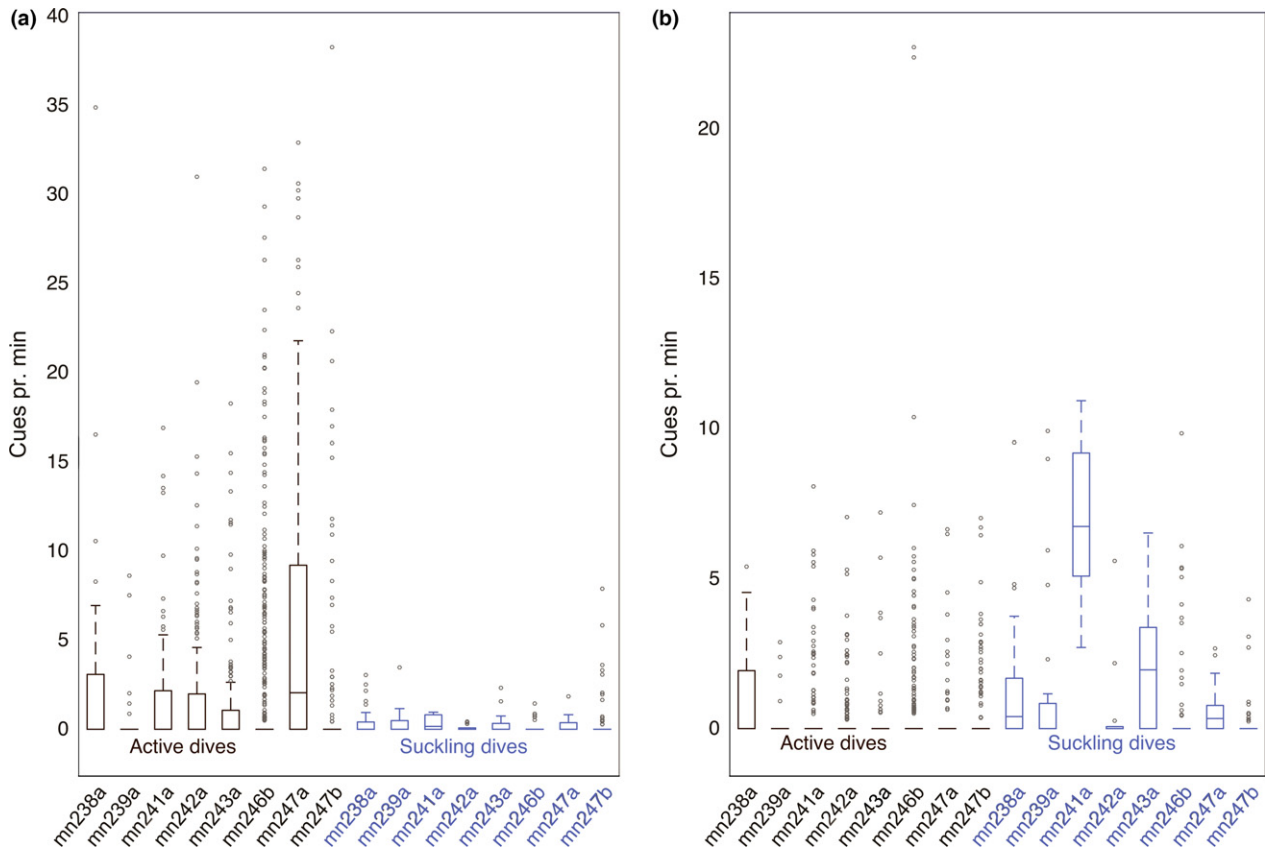 (a)
Cues pr. min
40
35
30
25
20
15
10
5
0
Active dives
Suckling dives
mn238a
mn239a
mn241a
mn242a
mn243a
mn246b
mn247a
mn247b
mn238a
mn239a
mn241a
mn242a
mn243a
mn246b
mn247a
mn247b
(b)
Cues pr. min
20
15
10
5
0
Active dives
Suckling dives
mn238a
mn239a
mn241a
mn242a
mn243a
mn246b
mn247a
mn247b
mn238a
mn239a
mn241a
mn242a
mn243a
mn246b
mn247a
mn247b